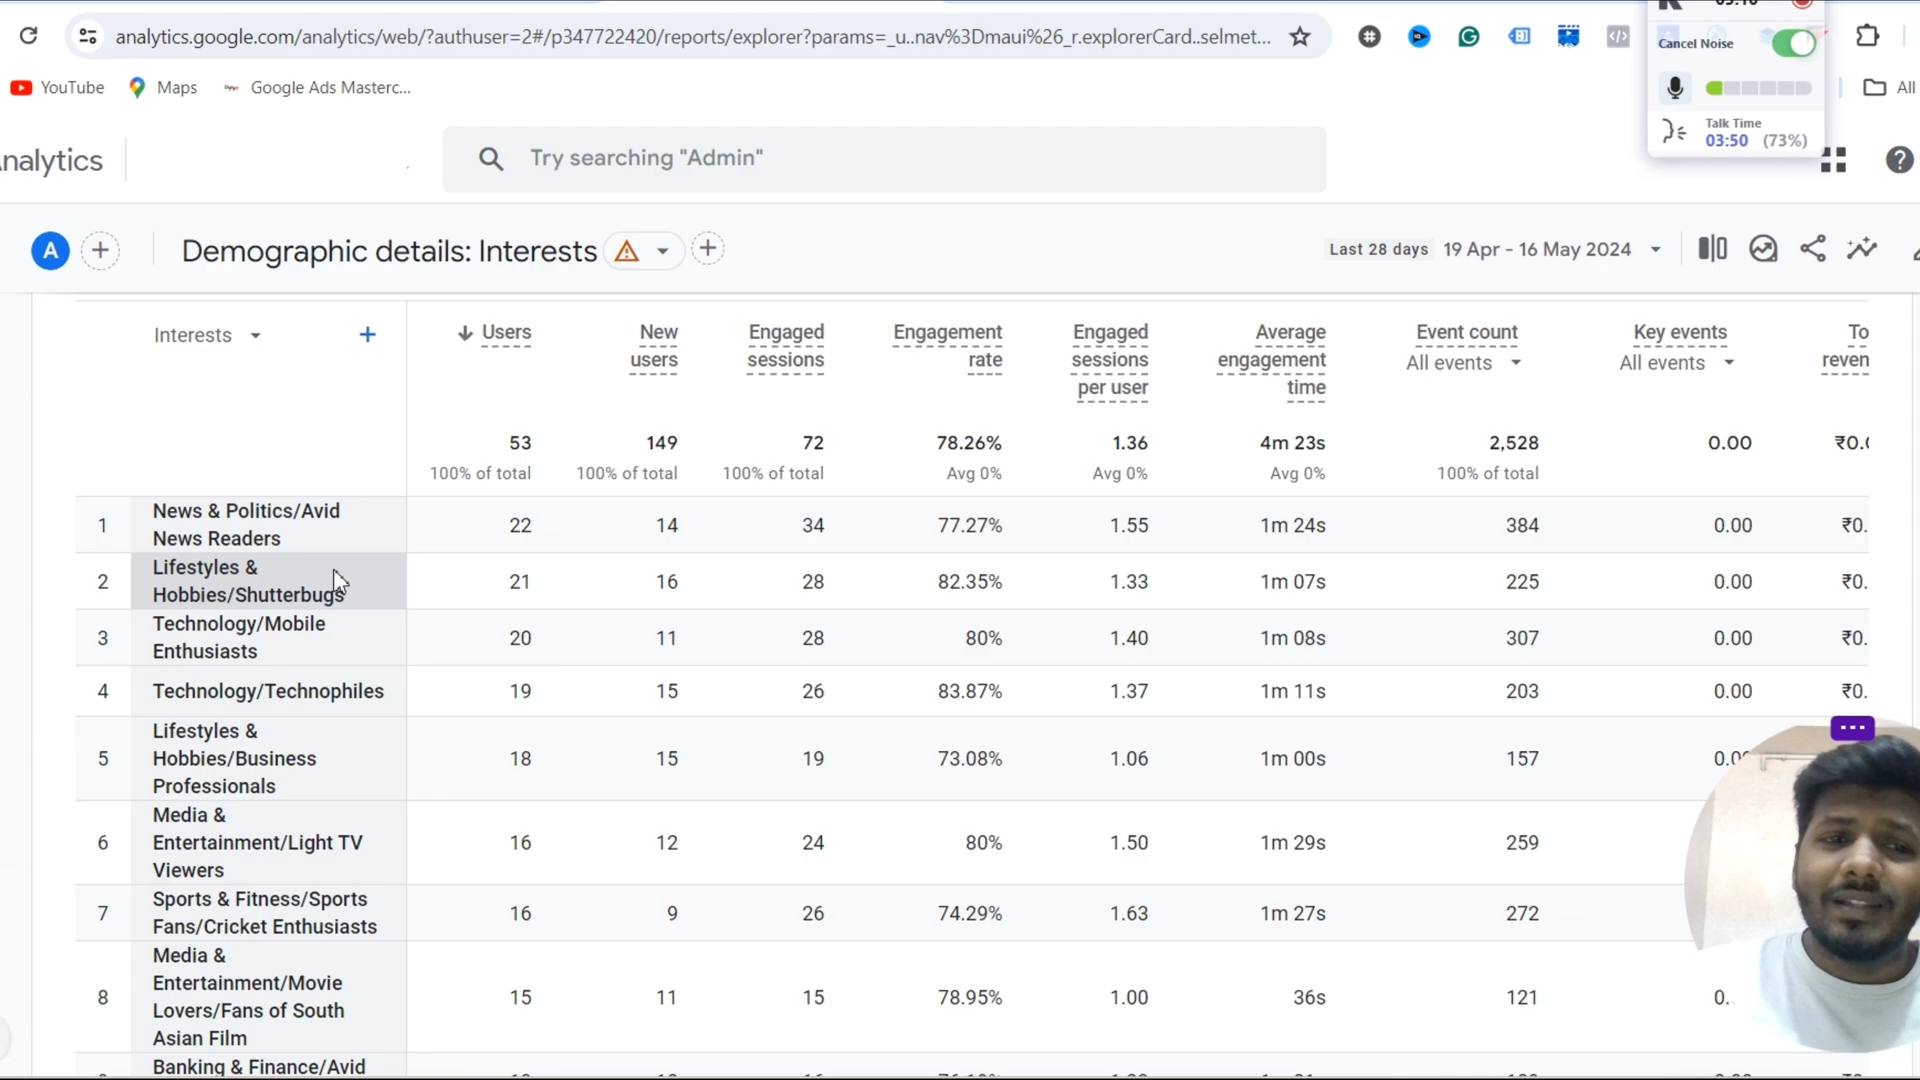 analytics.google.com/analytics/web/?authuser=2#/p347722420/reports/explorer?params=_u..nav%3Dmaui%26_r.explorerCard..selmet...
Cancel Noise
YouTube
Maps
Google Ads Masterc...
All
Talk Time
03:50 (73%)
nalytics
Try searching "Admin"
A
Demographic details: Interests
Last 28 days 19 Apr - 16 May 2024
Interests
Users
New users
Engaged sessions
Engagement rate
Engaged sessions per user
Average engagement time
Event count
All events
Key events
All events
To
reven
53 149 72 78.26% 1.36 4m 23s 2,528 0.00 ₹0.0
100% of total 100% of total 100% of total Avg 0% Avg 0% Avg 0% 100% of total
1 News & Politics/Avid News Readers 22 14 34 77.27% 1.55 1m 24s 384 0.00 ₹0.
2 Lifestyles & Hobbies/Shutterbugs 21 16 28 82.35% 1.33 1m 07s 225 0.00 ₹0.
3 Technology/Mobile Enthusiasts 20 11 28 80% 1.40 1m 08s 307 0.00 ₹0.
4 Technology/Technophiles 19 15 26 83.87% 1.37 1m 11s 203 0.00 ₹0.
5 Lifestyles & Hobbies/Business Professionals 18 15 19 73.08% 1.06 1m 00s 157 0.00
6 Media & Entertainment/Light TV Viewers 16 12 24 80% 1.50 1m 29s 259
7 Sports & Fitness/Sports Fans/Cricket Enthusiasts 16 9 26 74.29% 1.63 1m 27s 272
8 Media & Entertainment/Movie Lovers/Fans of South Asian Film 15 11 15 78.95% 1.00 36s 121 0.
Banking & Finance/Avid